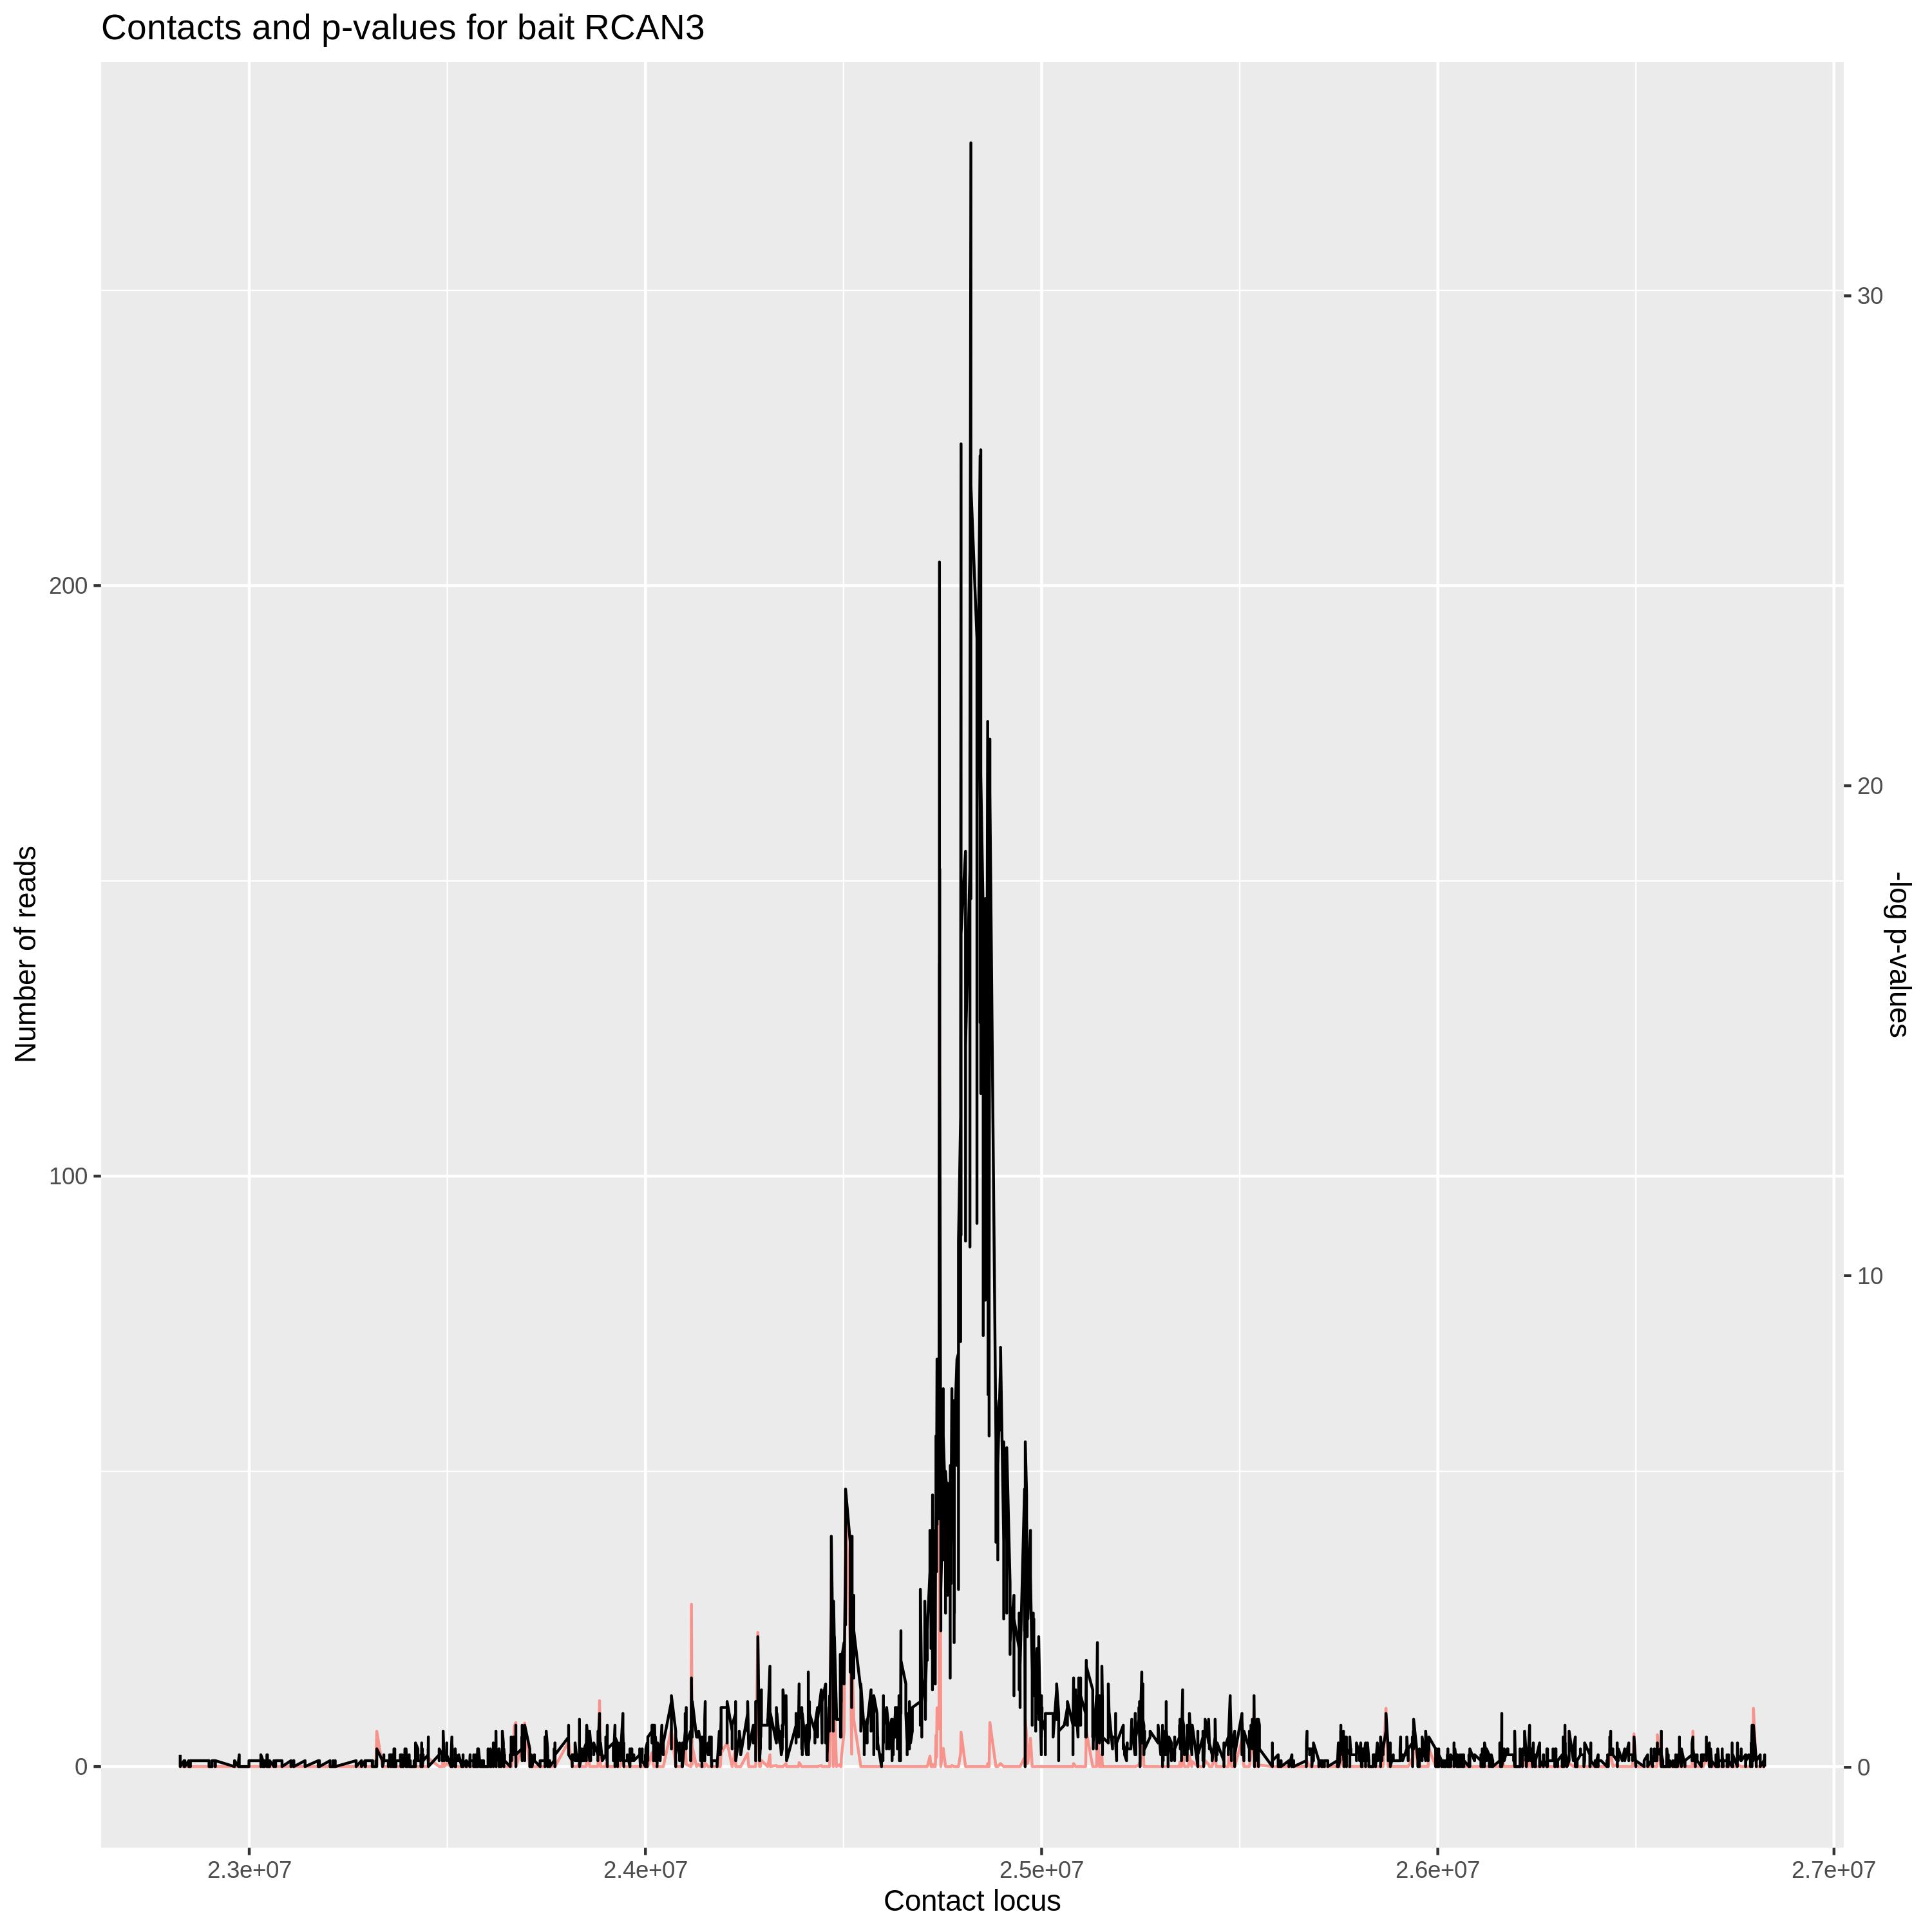 Contacts and p-values for bait RCAN3
Number of reads
200
100
0
30
20
10
0
-log p-values
2.3e+07
2.4e+07
2.5e+07
2.6e+07
2.7e+07
Contact locus